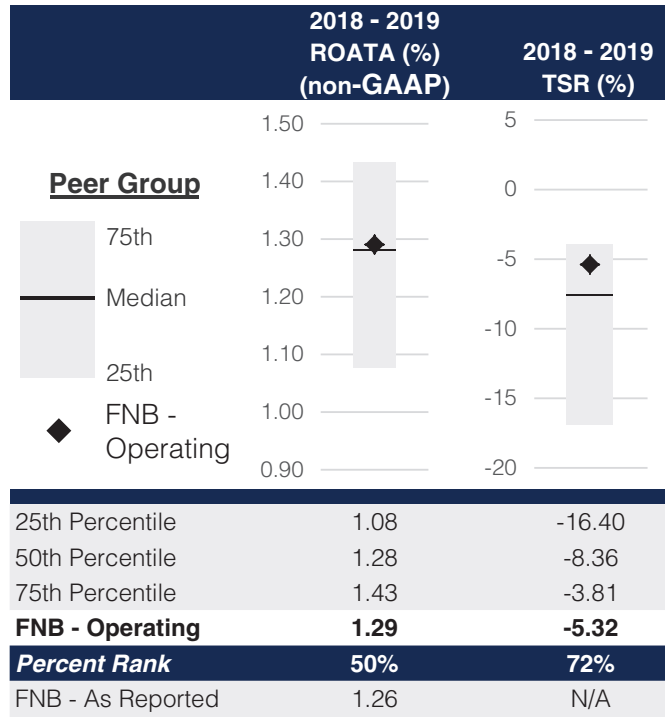 2018 - 2019
ROATA (%)
(non-GAAP)
2018 - 2019
TSR (%)
Peer Group
75th
Median
25th
FNB -
Operating
1.50
1.40
1.30
1.20
1.10
1.00
0.90
5
0
-5
-10
-15
-20
25th Percentile 1.08 -16.40
50th Percentile 1.28 -8.36
75th Percentile 1.43 -3.81
FNB - Operating 1.29 -5.32
Percent Rank 50% 72%
FNB - As Reported 1.26 N/A